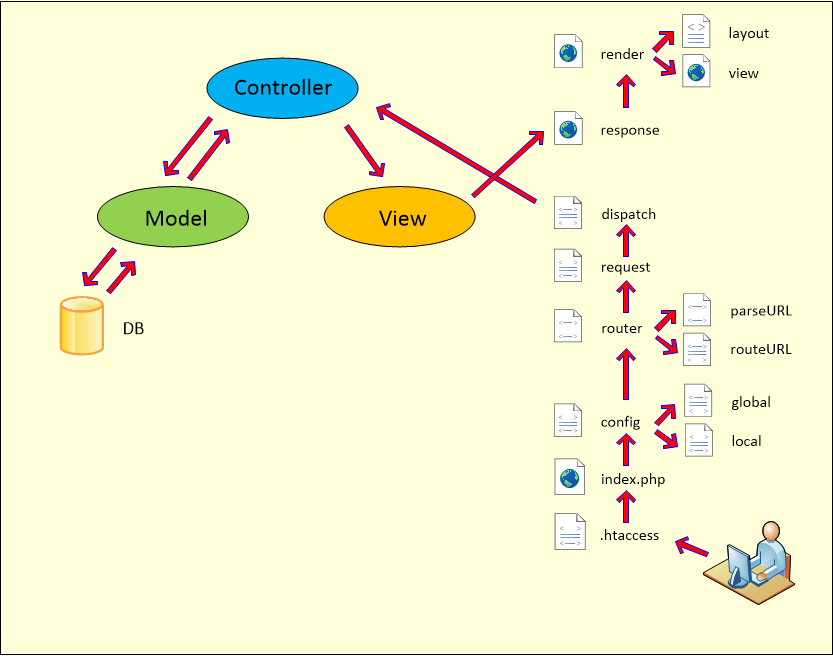 layout
render
view
Controller
response
Model
View
dispatch
request
parseURL
router
DB
routeURL
global
config
local
index.php
.htaccess